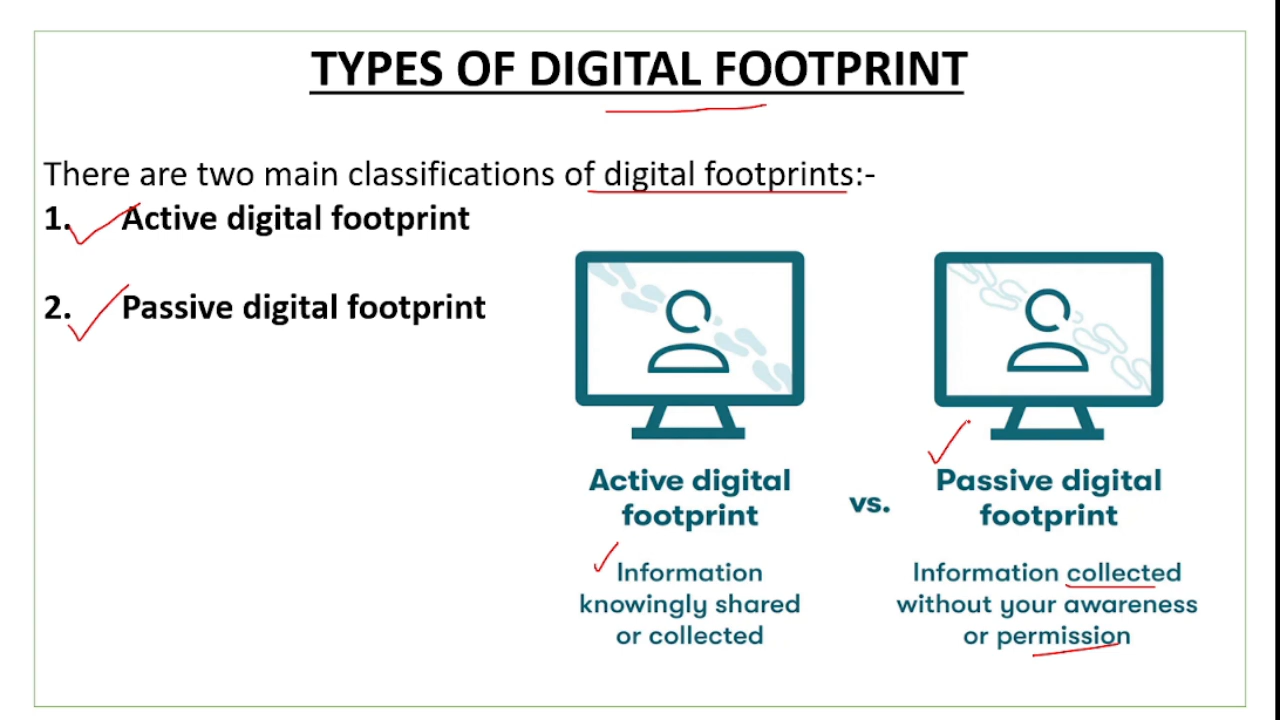 TYPES OF DIGITAL FOOTPRINT
There are two main classifications of digital footprints:-
1. Active digital footprint
2. Passive digital footprint
Active digital
footprint
Information
knowingly shared
or collected
vs.
Passive digital
footprint
Information collected
without your awareness
or permission